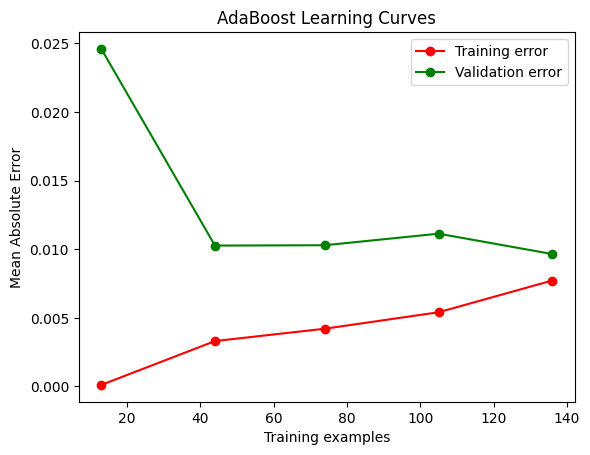 AdaBoost Learning Curves
Training error
Validation error
Mean Absolute Error
0.025
0.020
0.015
0.010
0.005
0.000
20 40 60 80 100 120 140
Training examples